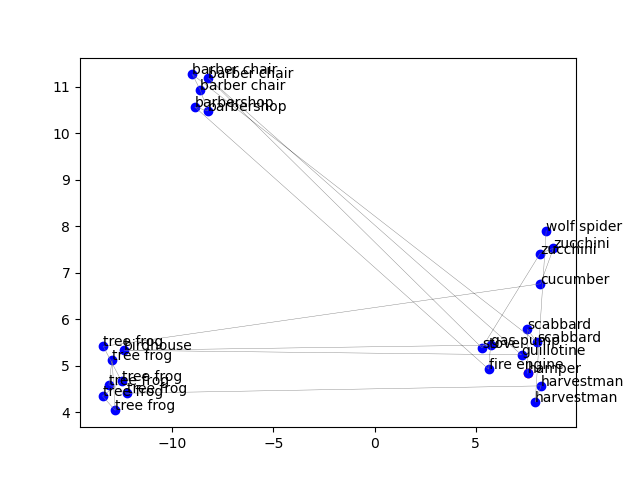 barber chair
barber chair
barber chair
barbershop
barbershop
wolf spider
zucchini
zucchini
cucumber
scabbard
scabbard
gas pump
stove
guillotine
fire engine
hamper
harvestman
harvestman
tree frog
birdhouse
tree frog
tree frog
tree frog
tree frog
tree frog
tree frog
11
10
9
8
7
6
5
4
−10
−5
0
5